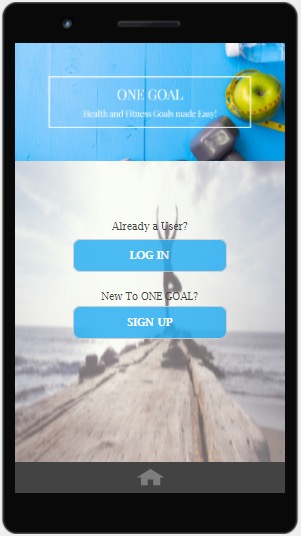 ONE GOAL
Health and Fitness Goals made Easy!
Already a User?
LOG IN
New To ONE GOAL?
SIGN UP